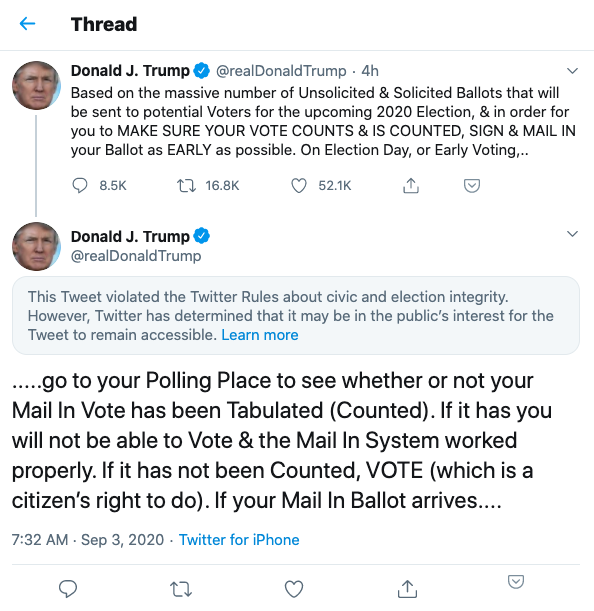 Thread
Donald J. Trump @realDonaldTrump · 4h
Based on the massive number of Unsolicited & Solicited Ballots that will
be sent to potential Voters for the upcoming 2020 Election, & in order for
you to MAKE SURE YOUR VOTE COUNTS & IS COUNTED, SIGN & MAIL IN
your Ballot as EARLY as possible. On Election Day, or Early Voting,..
8.5K 16.8K 52.1K
Donald J. Trump
@realDonaldTrump
This Tweet violated the Twitter Rules about civic and election integrity.
However, Twitter has determined that it may be in the public's interest for the
Tweet to remain accessible. Learn more
.....go to your Polling Place to see whether or not your
Mail In Vote has been Tabulated (Counted). If it has you
will not be able to Vote & the Mail In System worked
properly. If it has not been Counted, VOTE (which is a
citizen's right to do). If your Mail In Ballot arrives....
7:32 AM · Sep 3, 2020 · Twitter for iPhone